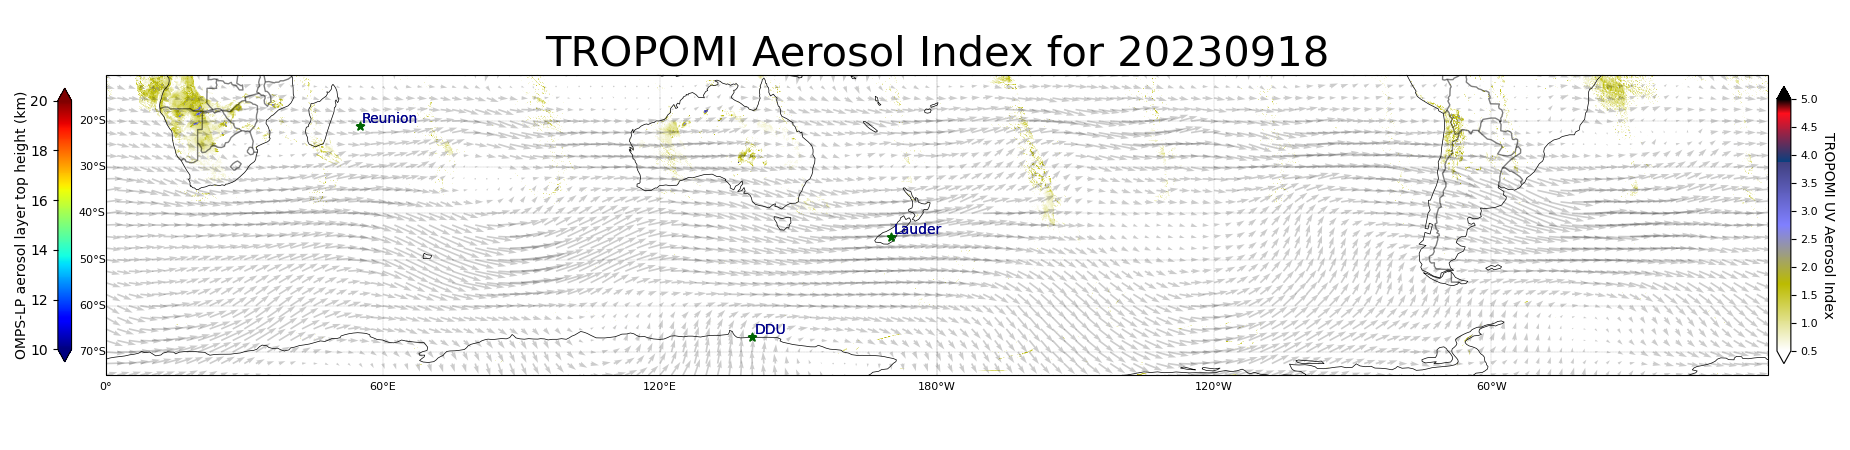 TROPOMI Aerosol Index for 20230918
OMPS-LP aerosol layer top height (km)
20
18
16
14
12
10
20°S
30°S
40°S
50°S
60°S
70°S
0°
60°E
120°E
180°W
120°W
60°W
Reunion
Lauder
DDU
5.0
4.5
4.0
3.5
3.0
2.5
2.0
1.5
1.0
0.5
TROPOMI UV Aerosol Index